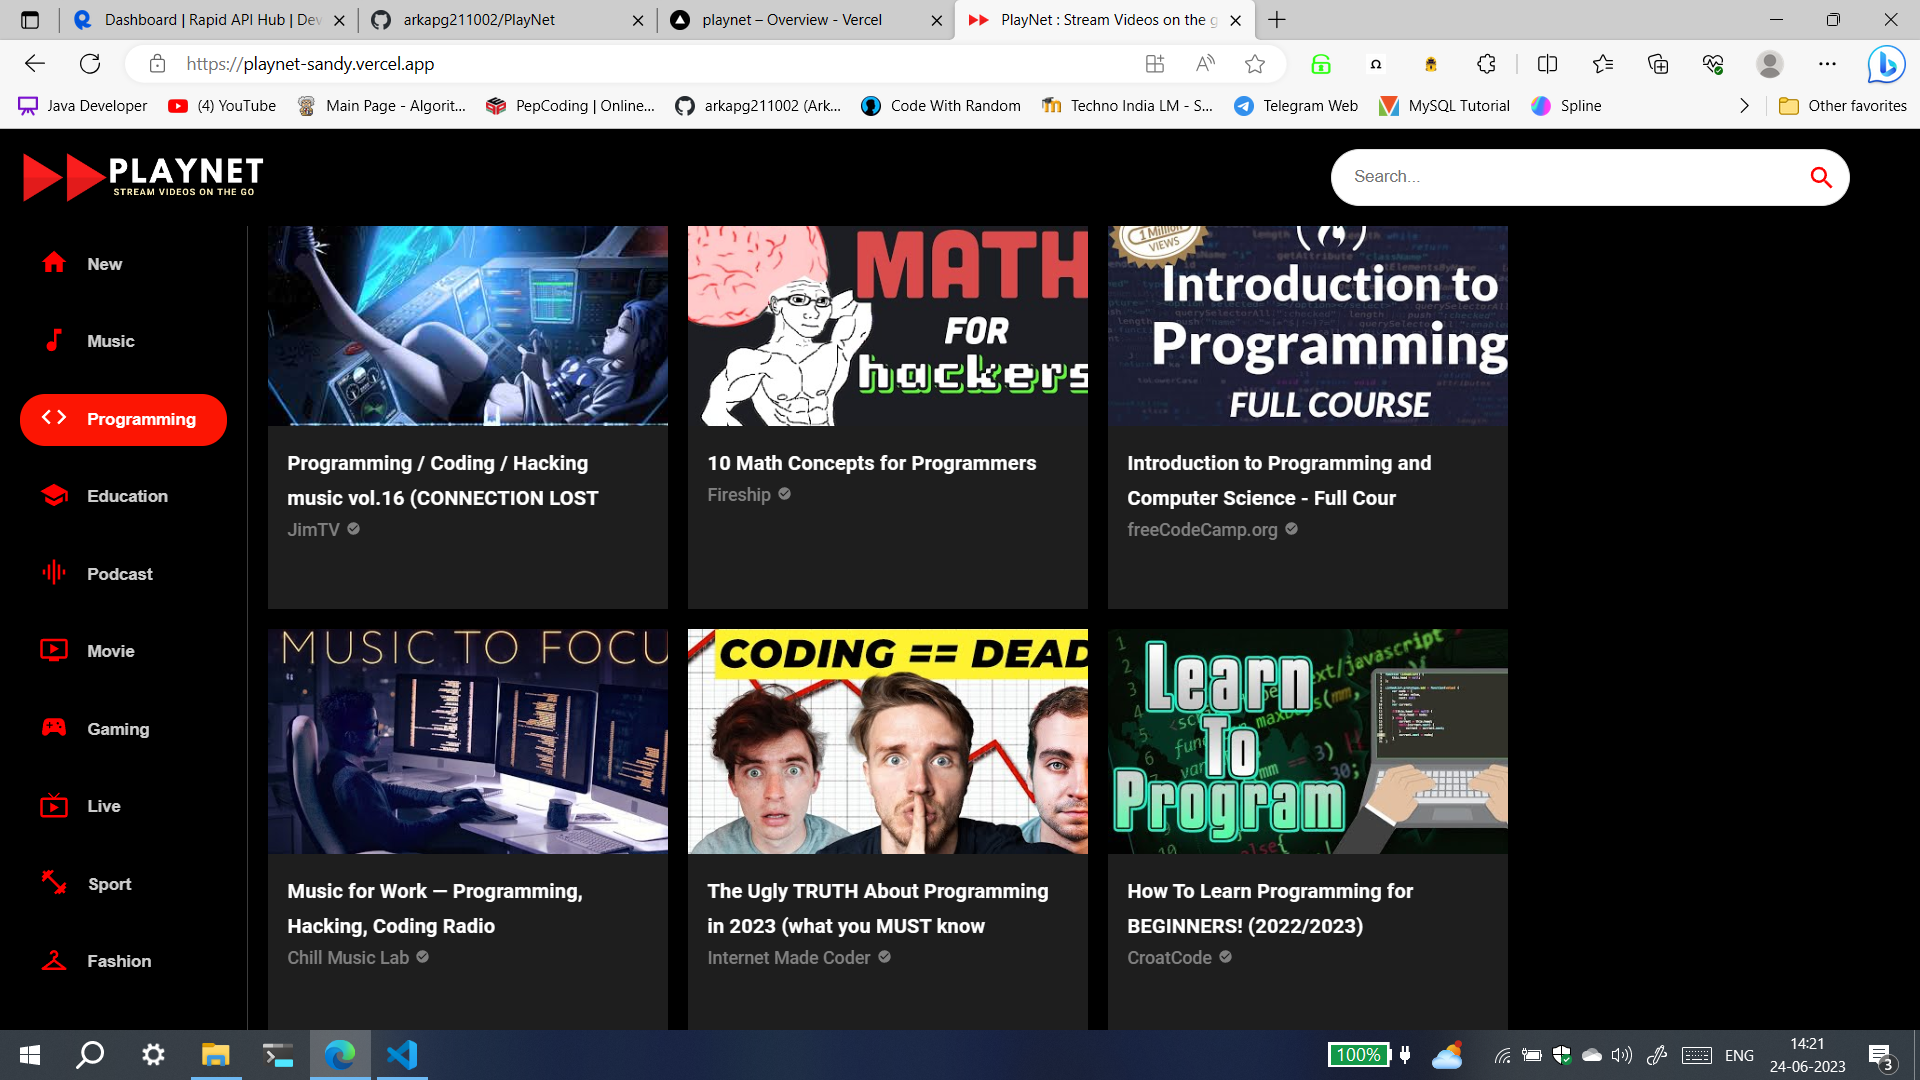 Dashboard | Rapid API Hub | Dev
arkapg211002/PlayNet
playnet – Overview - Vercel
PlayNet : Stream Videos on the g
https://playnet-sandy.vercel.app
Java Developer
(4) YouTube
Main Page - Algorit...
PepCoding | Online...
arkapg211002 (Ark...
Code With Random
Techno India LM - S...
Telegram Web
MySQL Tutorial
Spline
Other favorites
PLAYNET
STREAM VIDEOS ON THE GO
Search...
New
Music
Programming
Education
Podcast
Movie
Gaming
Live
Sport
Fashion
Programming / Coding / Hacking
music vol.16 (CONNECTION LOST
JimTV
MATH
FOR
hackers
10 Math Concepts for Programmers
Fireship
1 Million
VIEWS
Introduction to
Programming
FULL COURSE
Introduction to Programming and
Computer Science - Full Cour
freeCodeCamp.org
MUSIC TO FOCU
Music for Work — Programming,
Hacking, Coding Radio
Chill Music Lab
CODING == DEAD
The Ugly TRUTH About Programming
in 2023 (what you MUST know
Internet Made Coder
Learn
To
Program
How To Learn Programming for
BEGINNERS! (2022/2023)
CroatCode
100%
ENG
14:21
24-06-2023
3